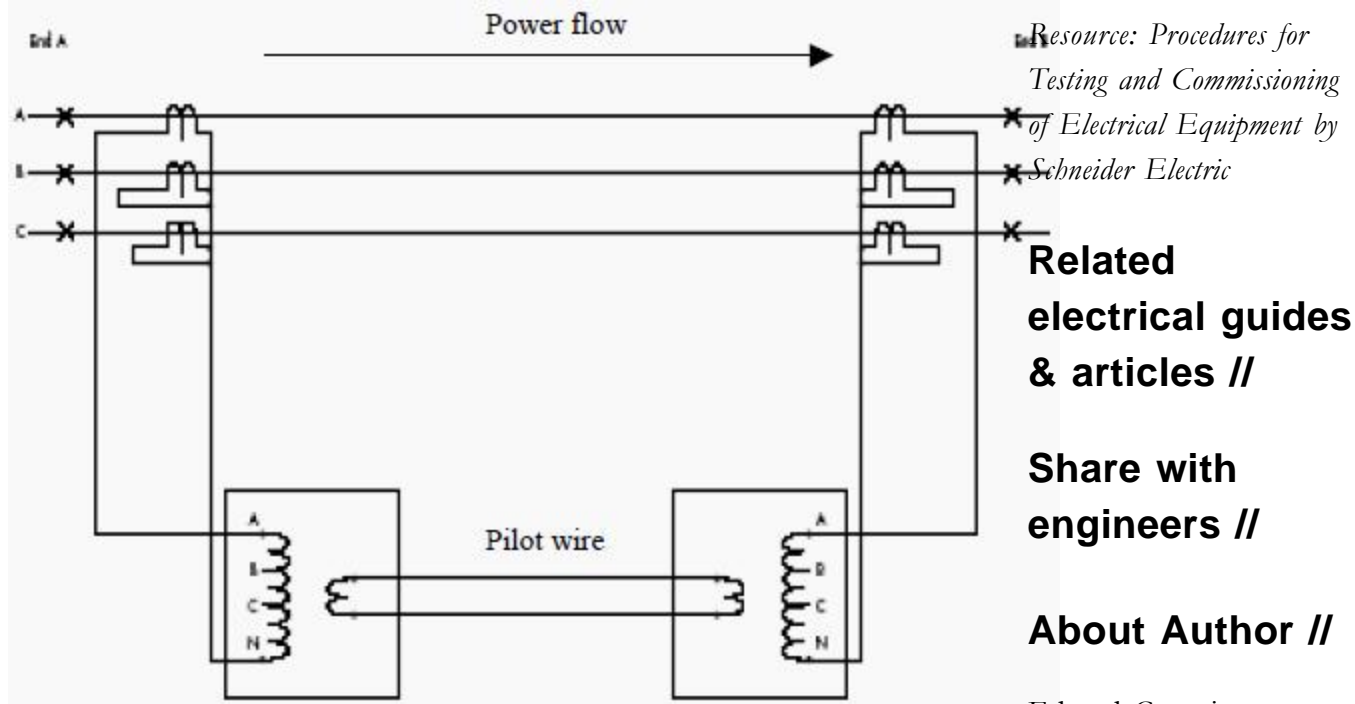 Power flow
End A
A
B
C
A
B
C
N
Pilot wire
A
B
C
N
Resource: Procedures for
Testing and Commissioning
of Electrical Equipment by
Schneider Electric
Related
electrical guides
& articles //
Share with
engineers //
About Author //